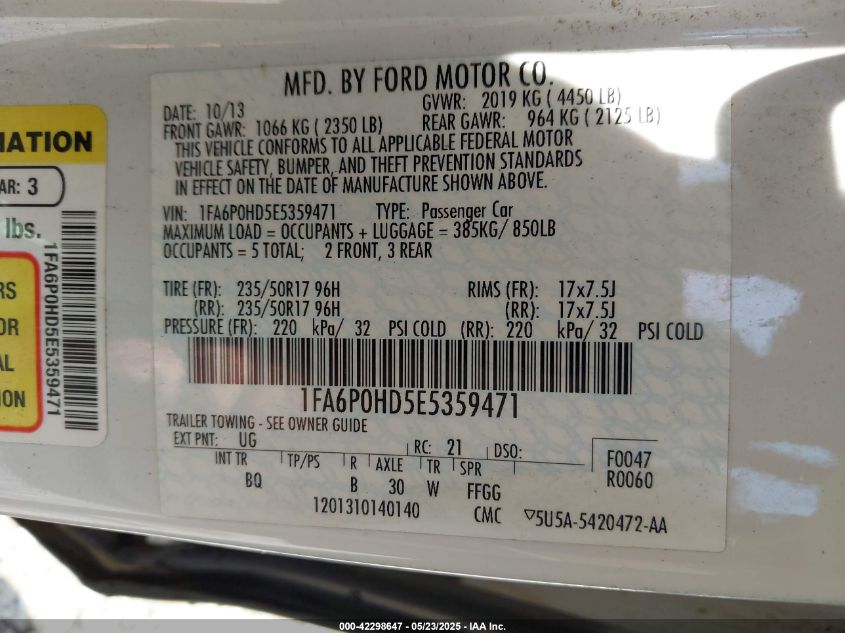 MFD. BY FORD MOTOR CO.
DATE: 10/13 GVWR: 2019 KG ( 4450 LB)
FRONT GAWR: 1066 KG ( 2350 LB) REAR GAWR: 964 KG ( 2125 LB)
THIS VEHICLE CONFORMS TO ALL APPLICABLE FEDERAL MOTOR
VEHICLE SAFETY, BUMPER, AND THEFT PREVENTION STANDARDS
IN EFFECT ON THE DATE OF MANUFACTURE SHOWN ABOVE.
VIN: 1FA6P0HD5E5359471 TYPE: Passenger Car
MAXIMUM LOAD = OCCUPANTS + LUGGAGE = 385KG/ 850LB
OCCUPANTS = 5 TOTAL; 2 FRONT, 3 REAR
TIRE (FR): 235/50R17 96H RIMS (FR): 17x7.5J
(RR): 235/50R17 96H (RR): 17x7.5J
PRESSURE (FR): 220 kPa/ 32 PSI COLD (RR): 220 kPa/ 32 PSI COLD
1FA6P0HD5E5359471
TRAILER TOWING - SEE OWNER GUIDE
EXT PNT: UG RC: 21 DSO: F0047
INT TR TP/PS R AXLE TR SPR R0060
BQ B 30 W FFGG
1201310140140 CMC 5U5A-5420472-AA
MATION
AR: 3
lbs.
RS
OR
AL
ION
1FA6P0HD5E5359471
000-42298647 - 05/23/2025 - IAA Inc.